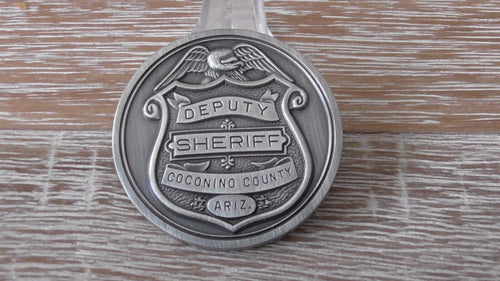 DEPUTY
SHERIFF
COCONINO COUNTY
ARIZ.